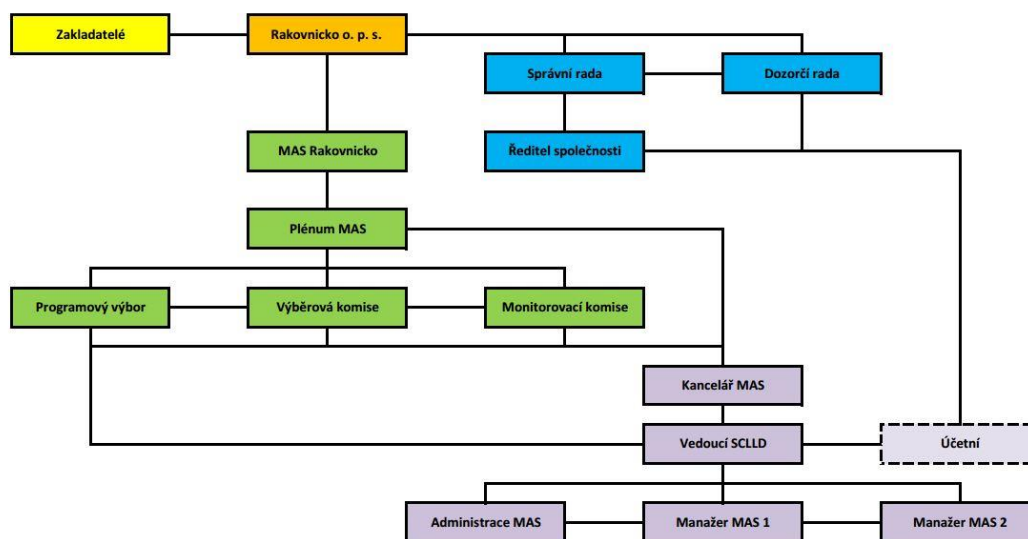 Zakladatelé
Rakovnicko o. p. s.
Správní rada
Dozorčí rada
MAS Rakovnicko
Ředitel společnosti
Plénum MAS
Programový výbor
Výběrová komise
Monitorovací komise
Kancelář MAS
Vedoucí SCLLD
Účetní
Administrace MAS
Manažer MAS 1
Manažer MAS 2